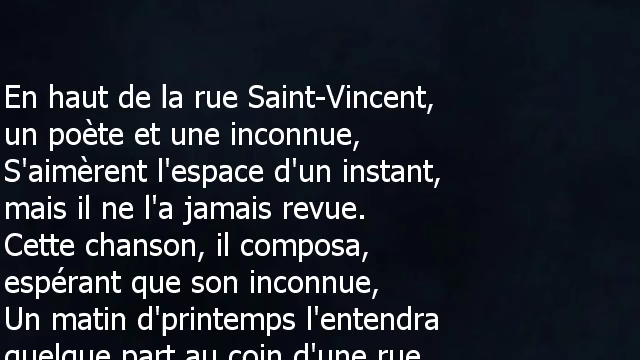 En haut de la rue Saint-Vincent,
un poète et une inconnue,
S'aimèrent l'espace d'un instant,
mais il ne l'a jamais revue.
Cette chanson, il composa,
espérant que son inconnue,
Un matin d'printemps l'entendra
quelque part au coin d'une rue